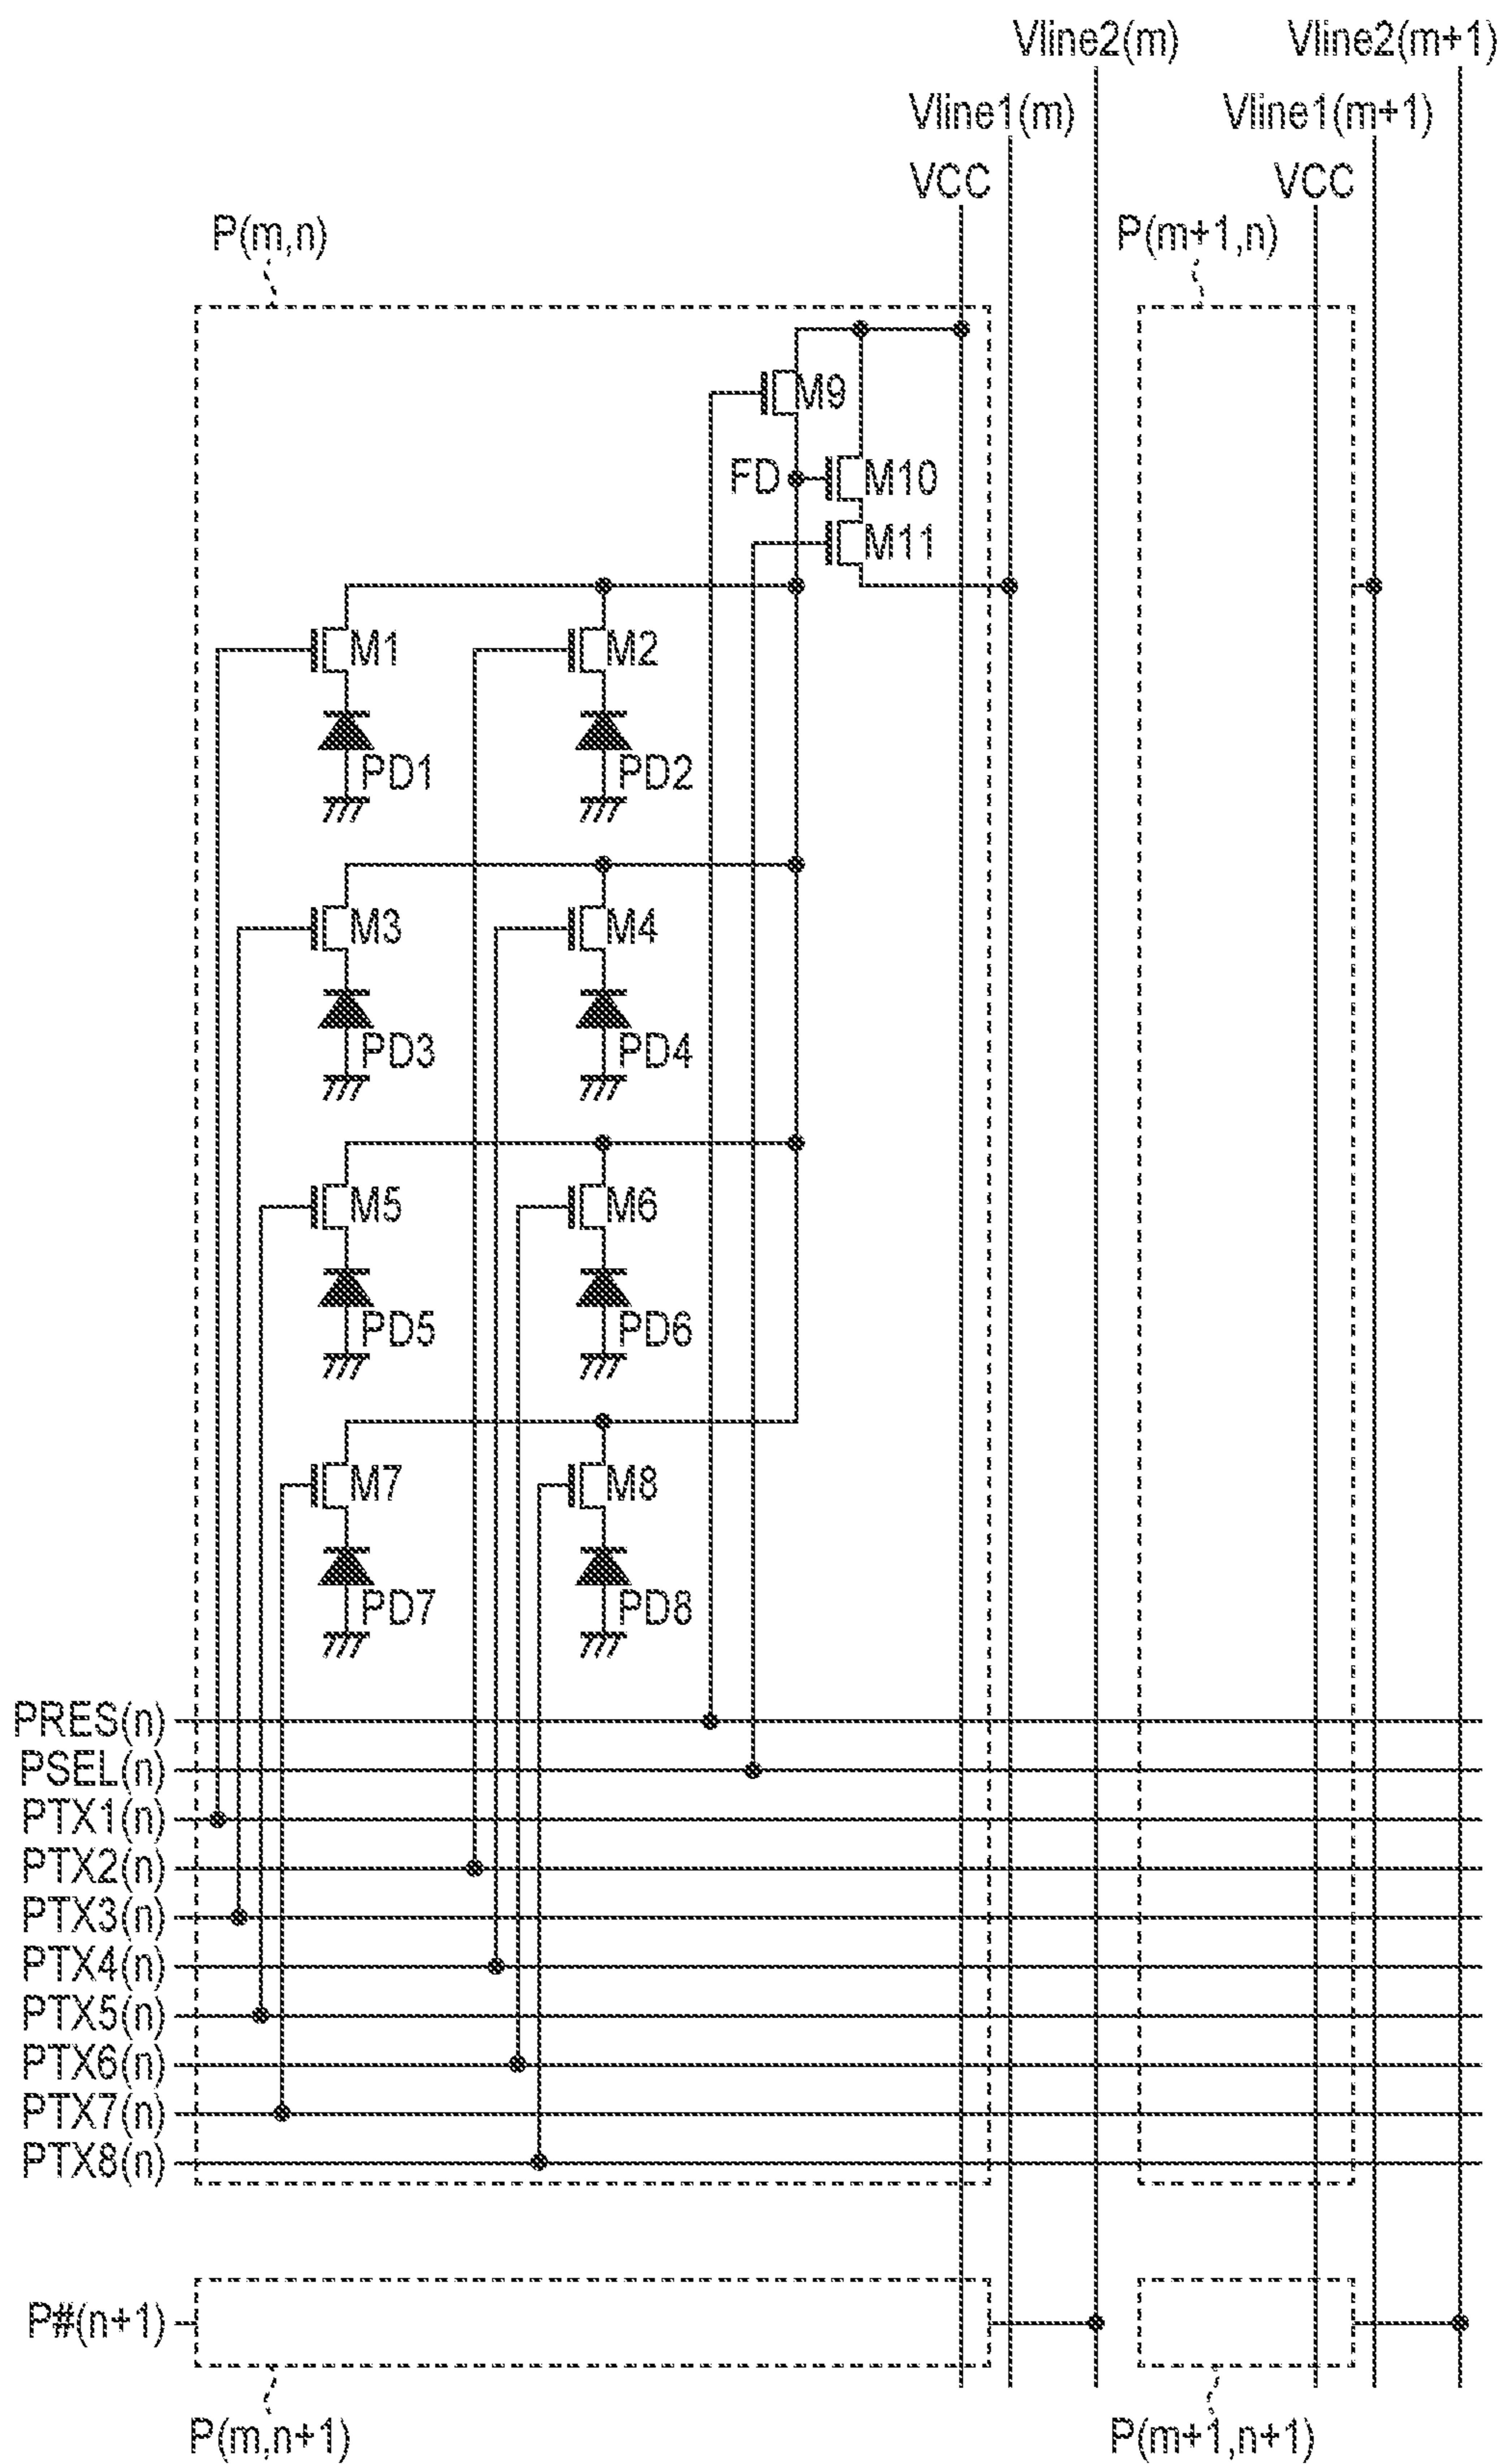 Vline2(m) Vline2(m+1)
Vline1(m) Vline1(m+1)
VCC VCC
P(m,n) P(m+1,n)
M9
FD M10
M11
M1 M2
PD1 PD2
M3 M4
PD3 PD4
M5 M6
PD5 PD6
M7 M8
PD7 PD8
PRES(n)
PSEL(n)
PTX1(n)
PTX2(n)
PTX3(n)
PTX4(n)
PTX5(n)
PTX6(n)
PTX7(n)
PTX8(n)
P#(n+1)
P(m,n+1) P(m+1,n+1)